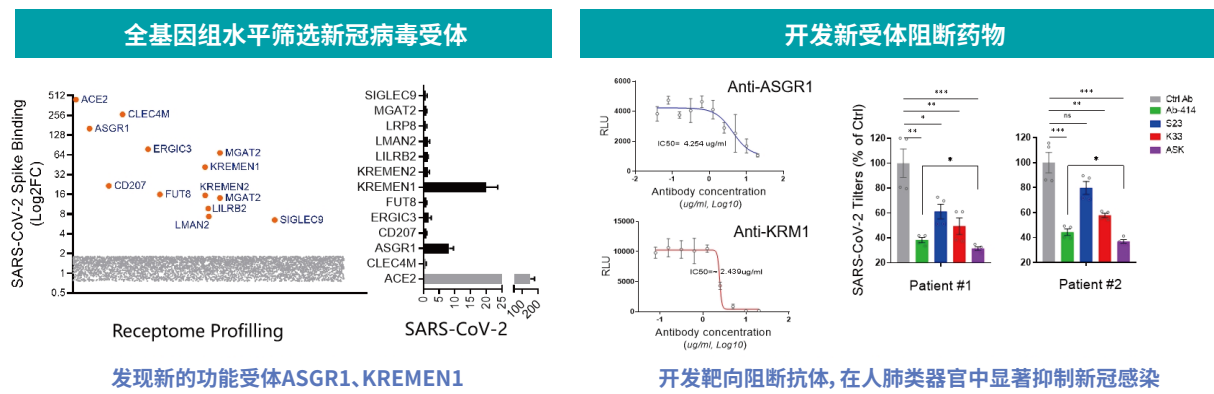 全基因组水平筛选新冠病毒受体
SARS-CoV-2 Spike Binding
(Log2FC)
512
256
128
64
32
16
8
4
2
1
0.5
ACE2
CLEC4M
ASGR1
ERGIC3
MGAT2
KREMEN1
CD207
FUT8
KREMEN2
MGAT2
LILRB2
LMAN2
SIGLEC9
Receptome Profilling
SIGLEC9
MGAT2
LRP8
LMAN2
LILRB2
KREMEN2
KREMEN1
FUT8
ERGIC3
CD207
ASGR1
CLEC4M
ACE2
0
5
10
15
20
25
100
200
SARS-CoV-2
发现新的功能受体ASGR1、KREMEN1
开发新受体阻断药物
Anti-ASGR1
RLU
6000
4000
2000
0
IC50= 4.254 ug/ml
-2
-1
0
1
2
Antibody concentration
(ug/ml, Log10)
Anti-KRM1
RLU
15000
10000
5000
0
IC50=~ 2.439ug/ml
-1
0
1
2
Antibody concentration
(ug/ml, Log10)
SARS-CoV-2 Tilters (% of Ctrl)
120
100
80
60
40
20
***
**
*
**
*
Patient #1
120
100
80
60
40
20
***
**
ns
***
*
Patient #2
Ctrl Ab
Ab-414
S23
K33
ASK
开发靶向阻断抗体, 在人肺类器官中显著抑制新冠感染